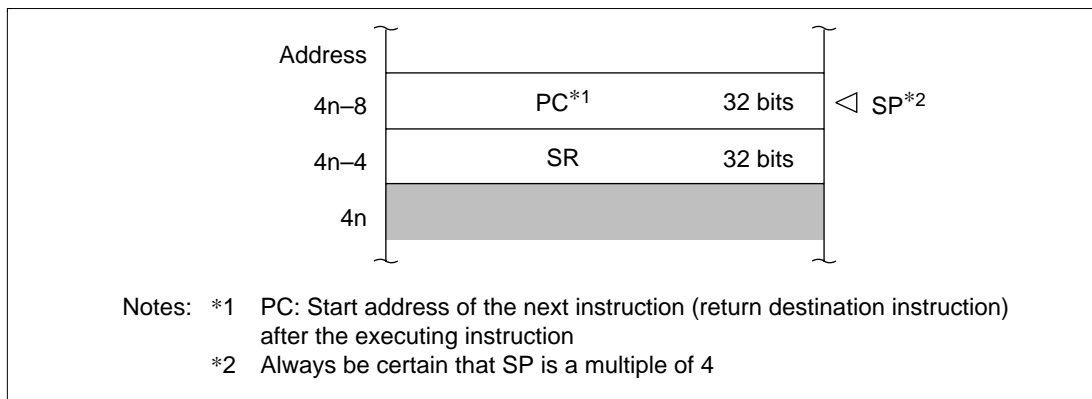 Address
4n–8 PC*1 32 bits SP*2
4n–4 SR 32 bits
4n
Notes: *1 PC: Start address of the next instruction (return destination instruction)
after the executing instruction
*2 Always be certain that SP is a multiple of 4